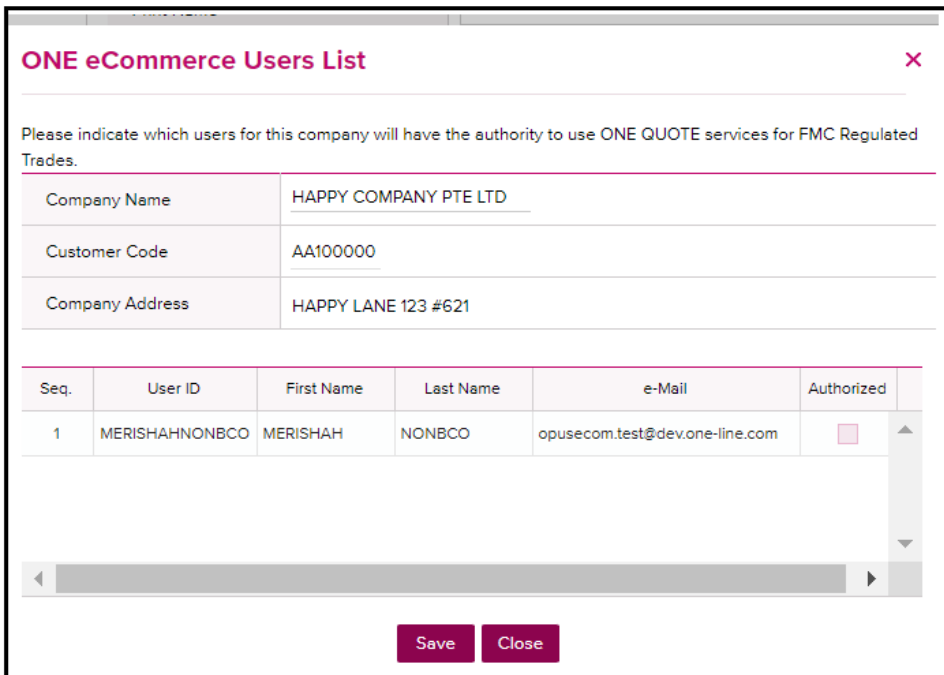 ONE eCommerce Users List
Please indicate which users for this company will have the authority to use ONE QUOTE services for FMC Regulated
Trades.
Company Name HAPPY COMPANY PTE LTD
Customer Code AA100000
Company Address HAPPY LANE 123 #621
Seq. User ID First Name Last Name e-Mail Authorized
1 MERISHAHNONBCO MERISHAH NONBCO opusecom.test@dev.one-line.com
Save Close